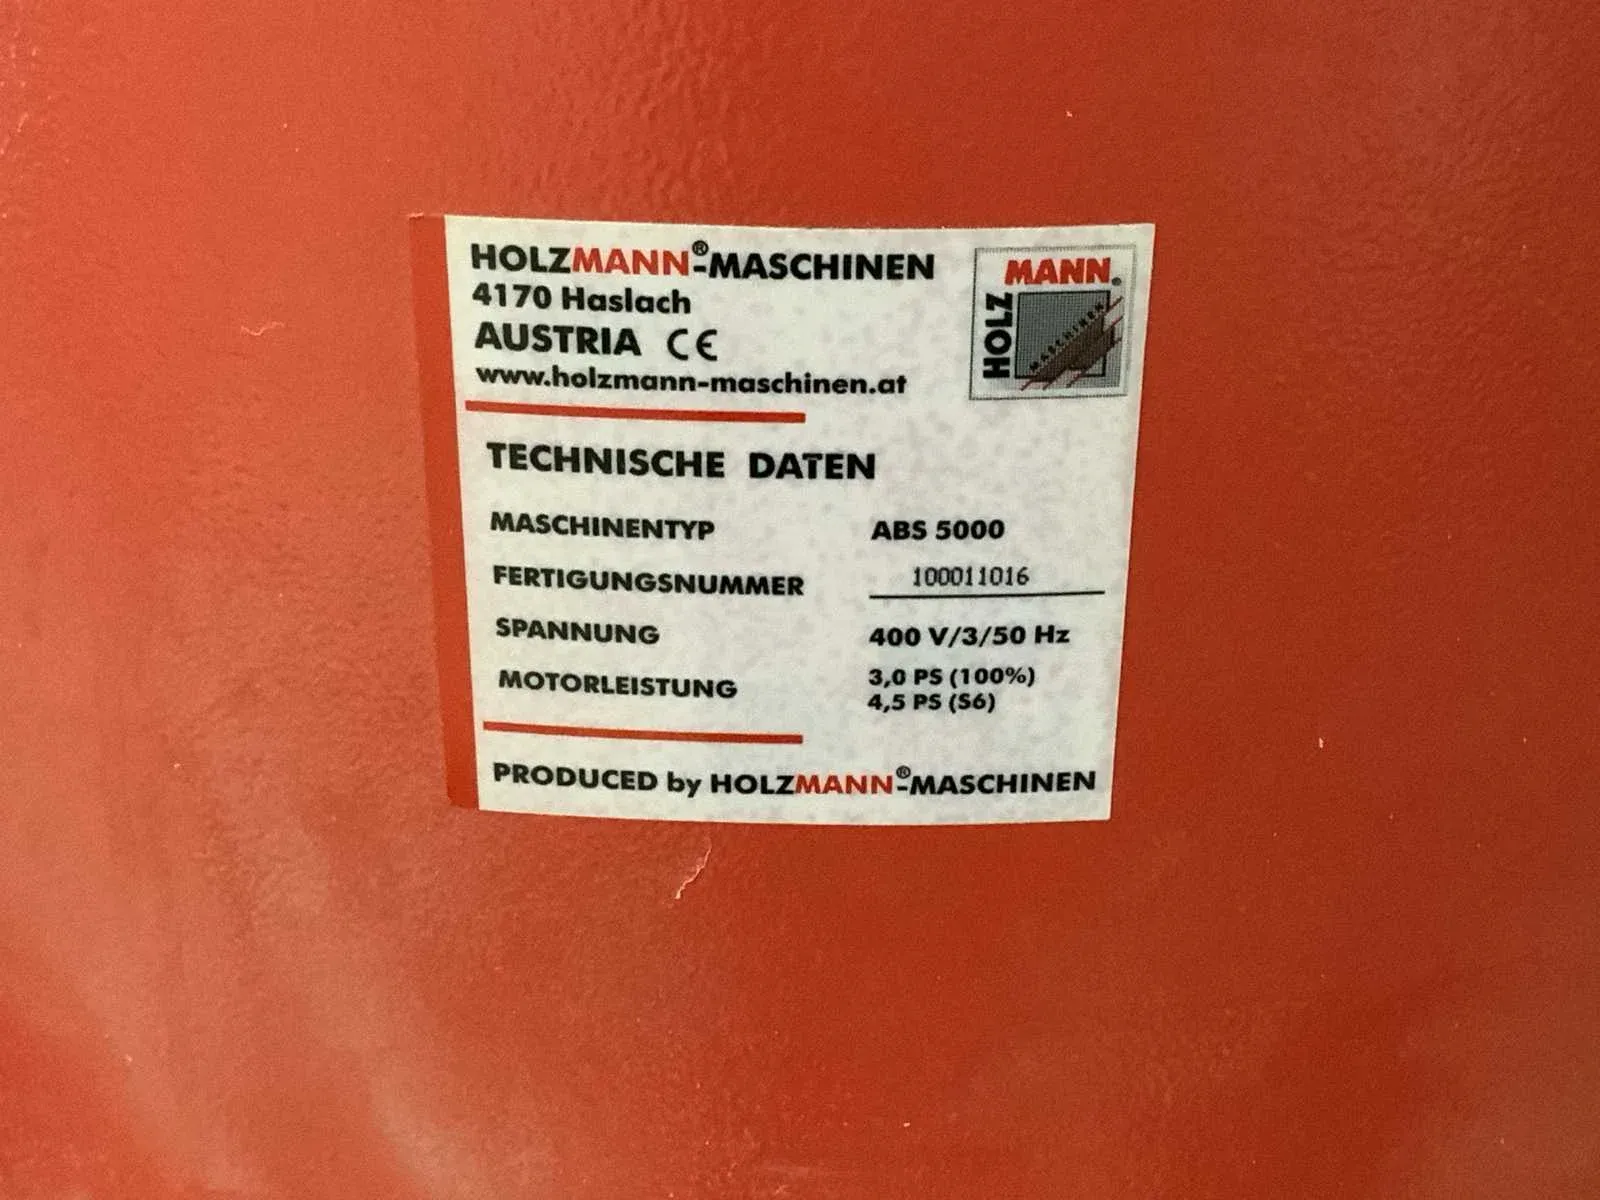 HOLZMANN®-MASCHINEN
4170 Haslach
AUSTRIA CE
www.holzmann-maschinen.at
MANN®
HOLZ
MASCHINEN
TECHNISCHE DATEN
MASCHINENTYP ABS 5000
FERTIGUNGSNUMMER 100011016
SPANNUNG 400 V/3/50 Hz
MOTORLEISTUNG 3,0 PS (100%)
4,5 PS (S6)
PRODUCED by HOLZMANN®-MASCHINEN